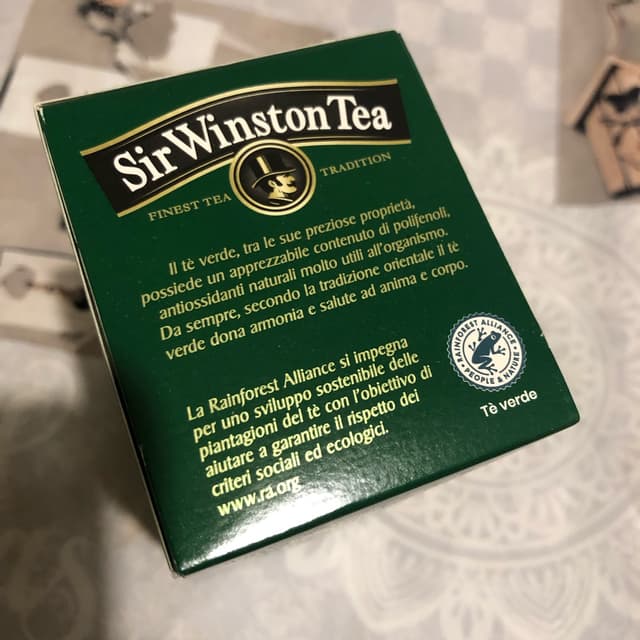 Sir Winston Tea
FINEST TEA TRADITION
Il tè verde, tra le sue preziose proprietà,
possiede un apprezzabile contenuto di polifenoli,
antiossidanti naturali molto utili all'organismo.
Da sempre, secondo la tradizione orientale il tè
verde dona armonia e salute ad anima e corpo.
La Rainforest Alliance si impegna
per uno sviluppo sostenibile delle
piantagioni del tè con l'obiettivo di
aiutare a garantire il rispetto dei
criteri sociali ed ecologici.
www.ra.org
RAINFOREST ALLIANCE
PEOPLE & NATURE
Tè verde